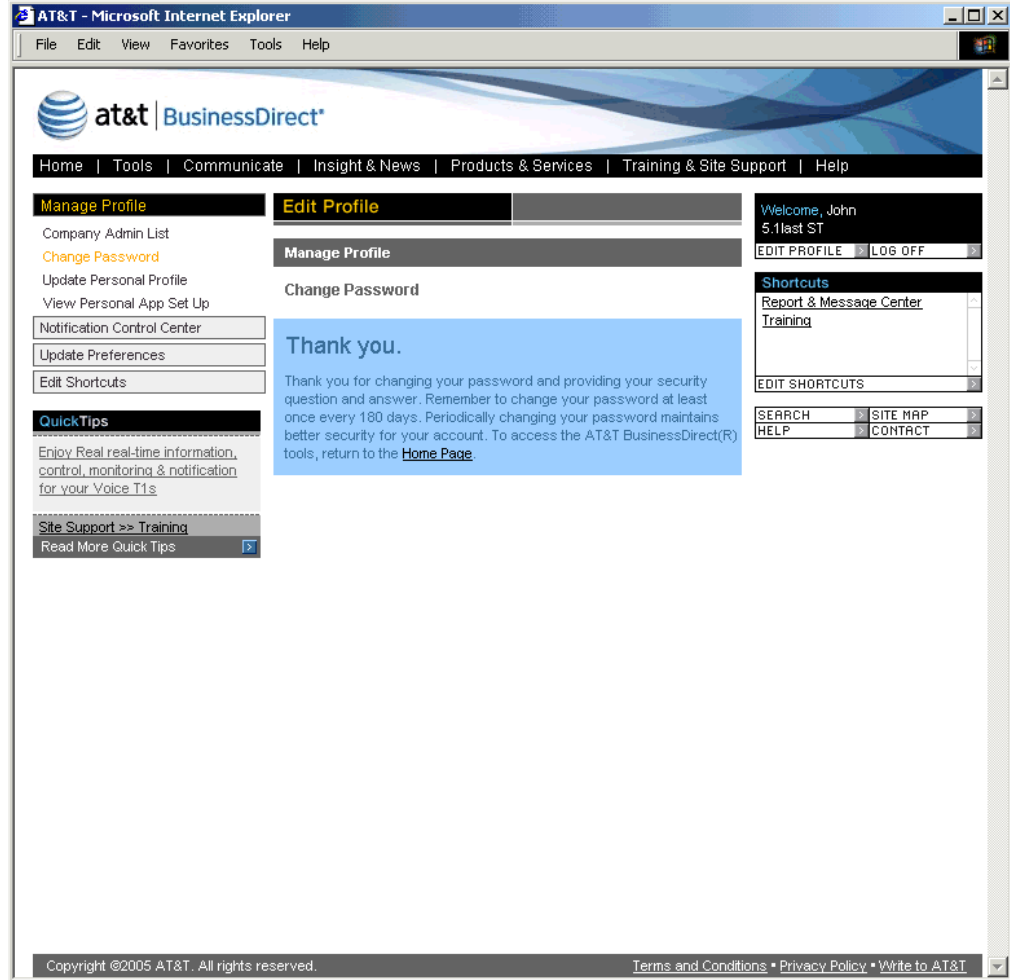 AT&T - Microsoft Internet Explorer
File Edit View Favorites Tools Help
at&t | BusinessDirect®
Home | Tools | Communicate | Insight & News | Products & Services | Training & Site Support | Help
Manage Profile
Company Admin List
Change Password
Update Personal Profile
View Personal App Set Up
Notification Control Center
Update Preferences
Edit Shortcuts
QuickTips
Enjoy Real real-time information,
control, monitoring & notification
for your Voice T1s
Site Support >> Training
Read More Quick Tips
Edit Profile
Manage Profile
Change Password
Thank you.
Thank you for changing your password and providing your security
question and answer. Remember to change your password at least
once every 180 days. Periodically changing your password maintains
better security for your account. To access the AT&T BusinessDirect(R)
tools, return to the Home Page.
Welcome, John
5.1last ST
EDIT PROFILE LOG OFF
Shortcuts
Report & Message Center
Training
EDIT SHORTCUTS
SEARCH SITE MAP
HELP CONTACT
Copyright ©2005 AT&T. All rights reserved.
Terms and Conditions • Privacy Policy • Write to AT&T